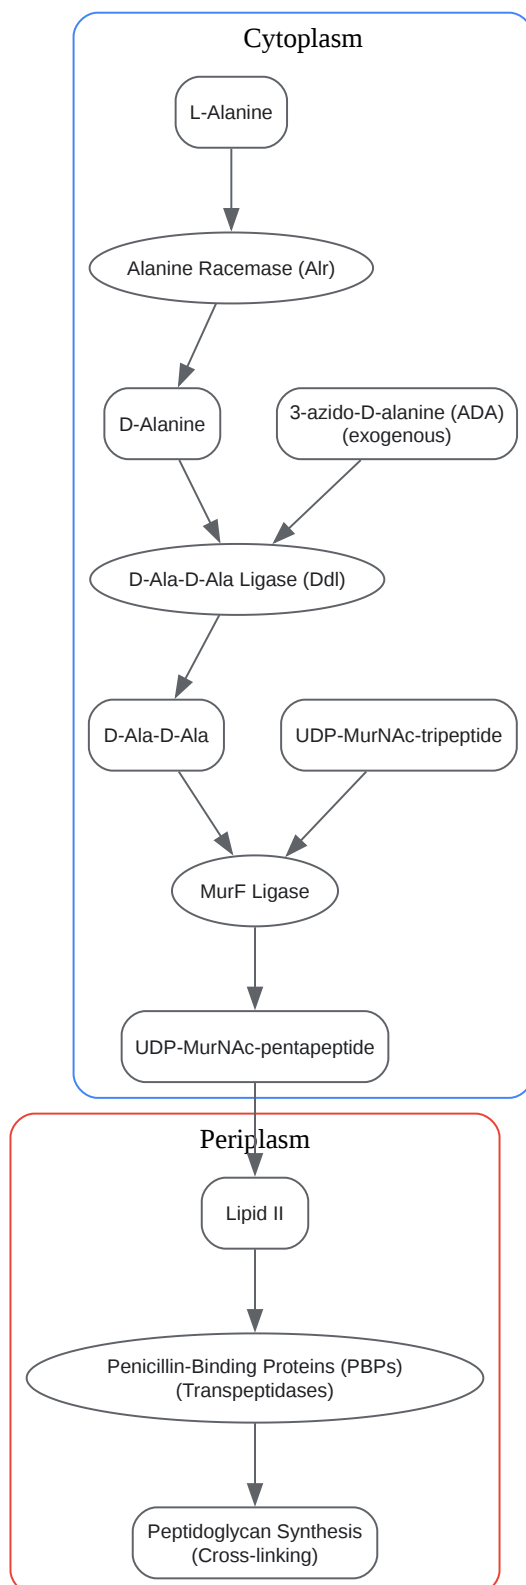 Cytoplasm
L-Alanine
Alanine Racemase (Alr)
D-Alanine
3-azido-D-alanine (ADA)
(exogenous)
D-Ala-D-Ala Ligase (Ddl)
D-Ala-D-Ala
UDP-MurNAc-tripeptide
MurF Ligase
UDP-MurNAc-pentapeptide
Periplasm
Lipid II
Penicillin-Binding Proteins (PBPs)
(Transpeptidases)
Peptidoglycan Synthesis
(Cross-linking)